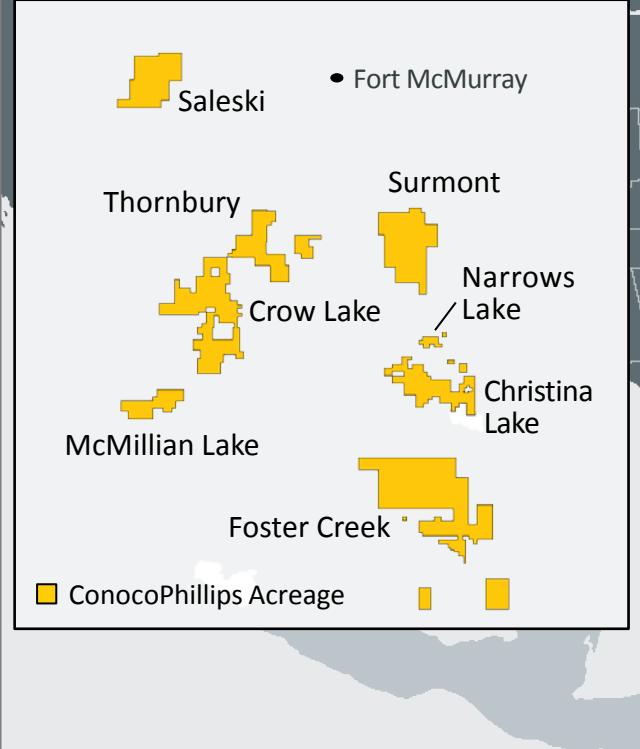 Fort McMurray
Saleski
Surmont
Thornbury
Narrows
Lake
Crow Lake
Christina
Lake
McMillian Lake
Foster Creek
ConocoPhillips Acreage